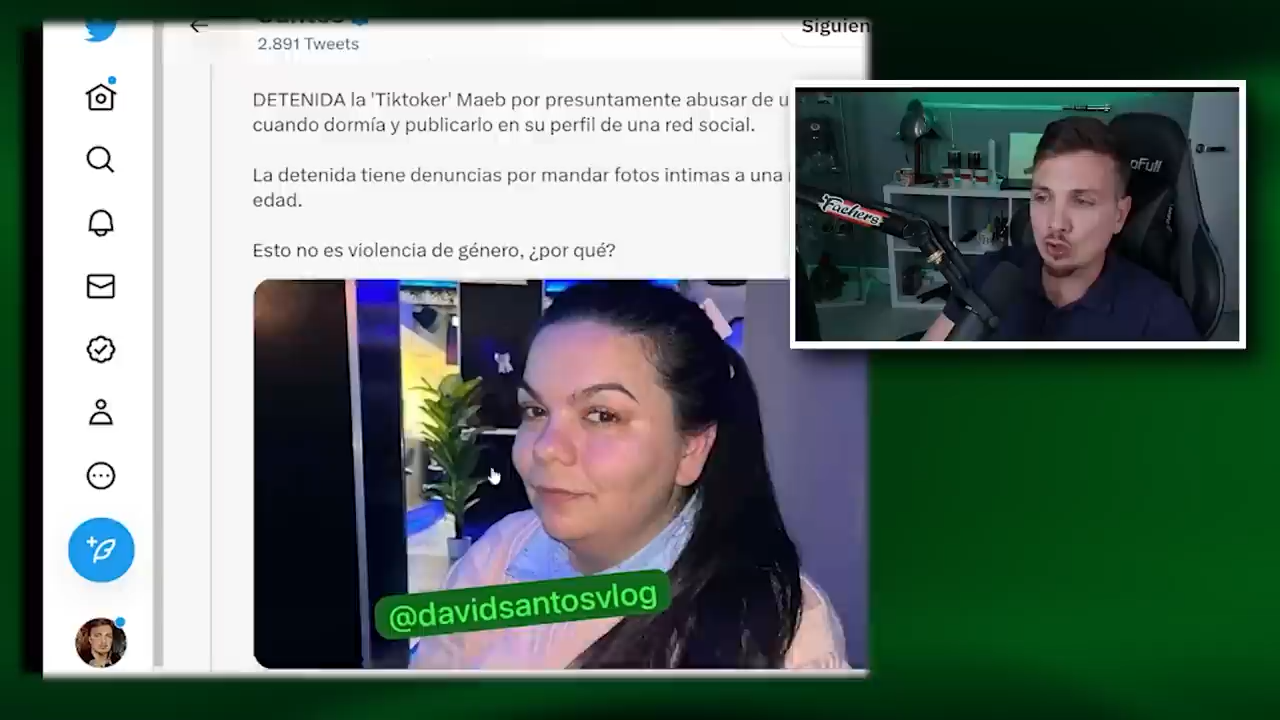 Siguien
2.891 Tweets
DETENIDA la 'Tiktoker' Maeb por presuntamente abusar de u
cuando dormía y publicarlo en su perfil de una red social.
La detenida tiene denuncias por mandar fotos intimas a una
edad.
Esto no es violencia de género, ¿por qué?
Fachers
pFull
@davidsantosvlog